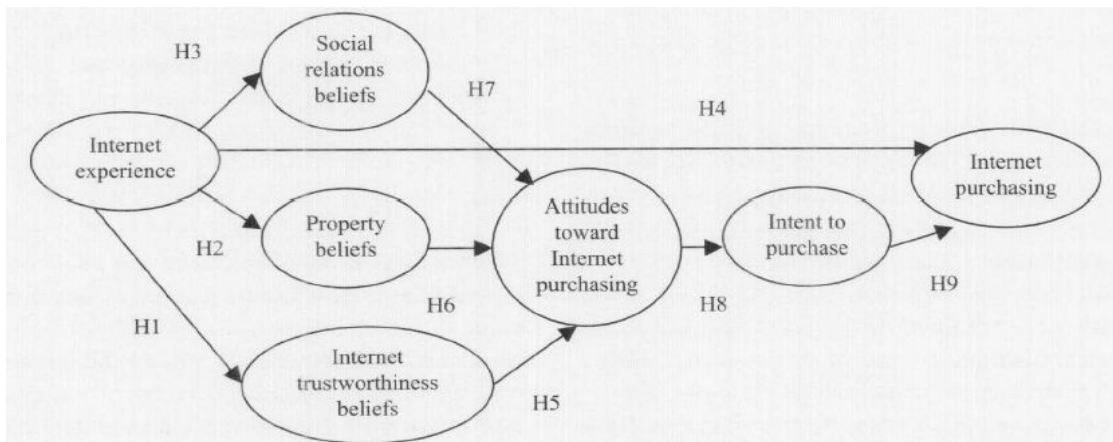 H3
Social
relations
beliefs
H7
H4
Internet
experience
Internet
purchasing
H2
Property
beliefs
Attitudes
toward
Internet
purchasing
Intent to
purchase
H6
H8
H9
H1
Internet
trustworthiness
beliefs
H5